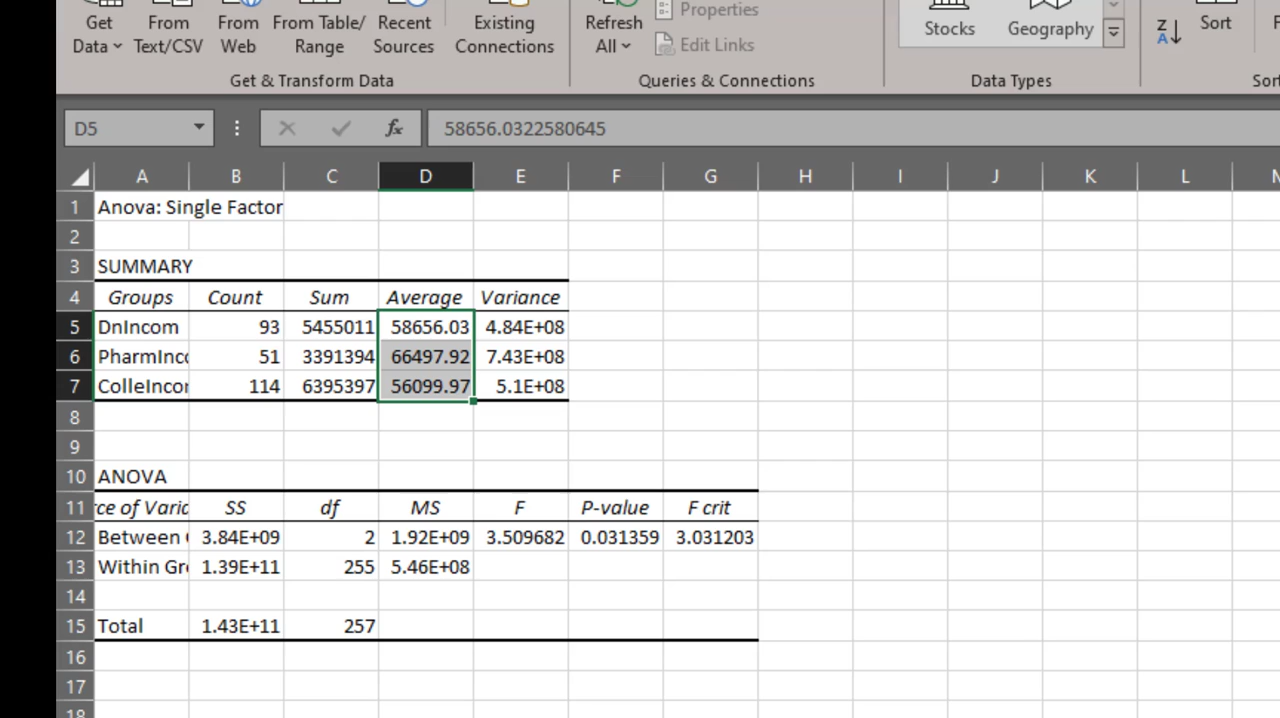 Get Data
From Text/CSV
From Web
From Table/ Range
Recent Sources
Existing Connections
Refresh All
Properties
Edit Links
Stocks
Geography
Sort
Get & Transform Data
Queries & Connections
Data Types
D5
fx
58656.0322580645
A B C D E F G H I J K L
1 Anova: Single Factor
2
3 SUMMARY
4 Groups Count Sum Average Variance
5 DnIncom 93 5455011 58656.03 4.84E+08
6 PharmInco 51 3391394 66497.92 7.43E+08
7 ColleIncor 114 6395397 56099.97 5.1E+08
8
9
10 ANOVA
11 rce of Varia SS df MS F P-value F crit
12 Between G 3.84E+09 2 1.92E+09 3.509682 0.031359 3.031203
13 Within Gro 1.39E+11 255 5.46E+08
14
15 Total 1.43E+11 257
16
17
18